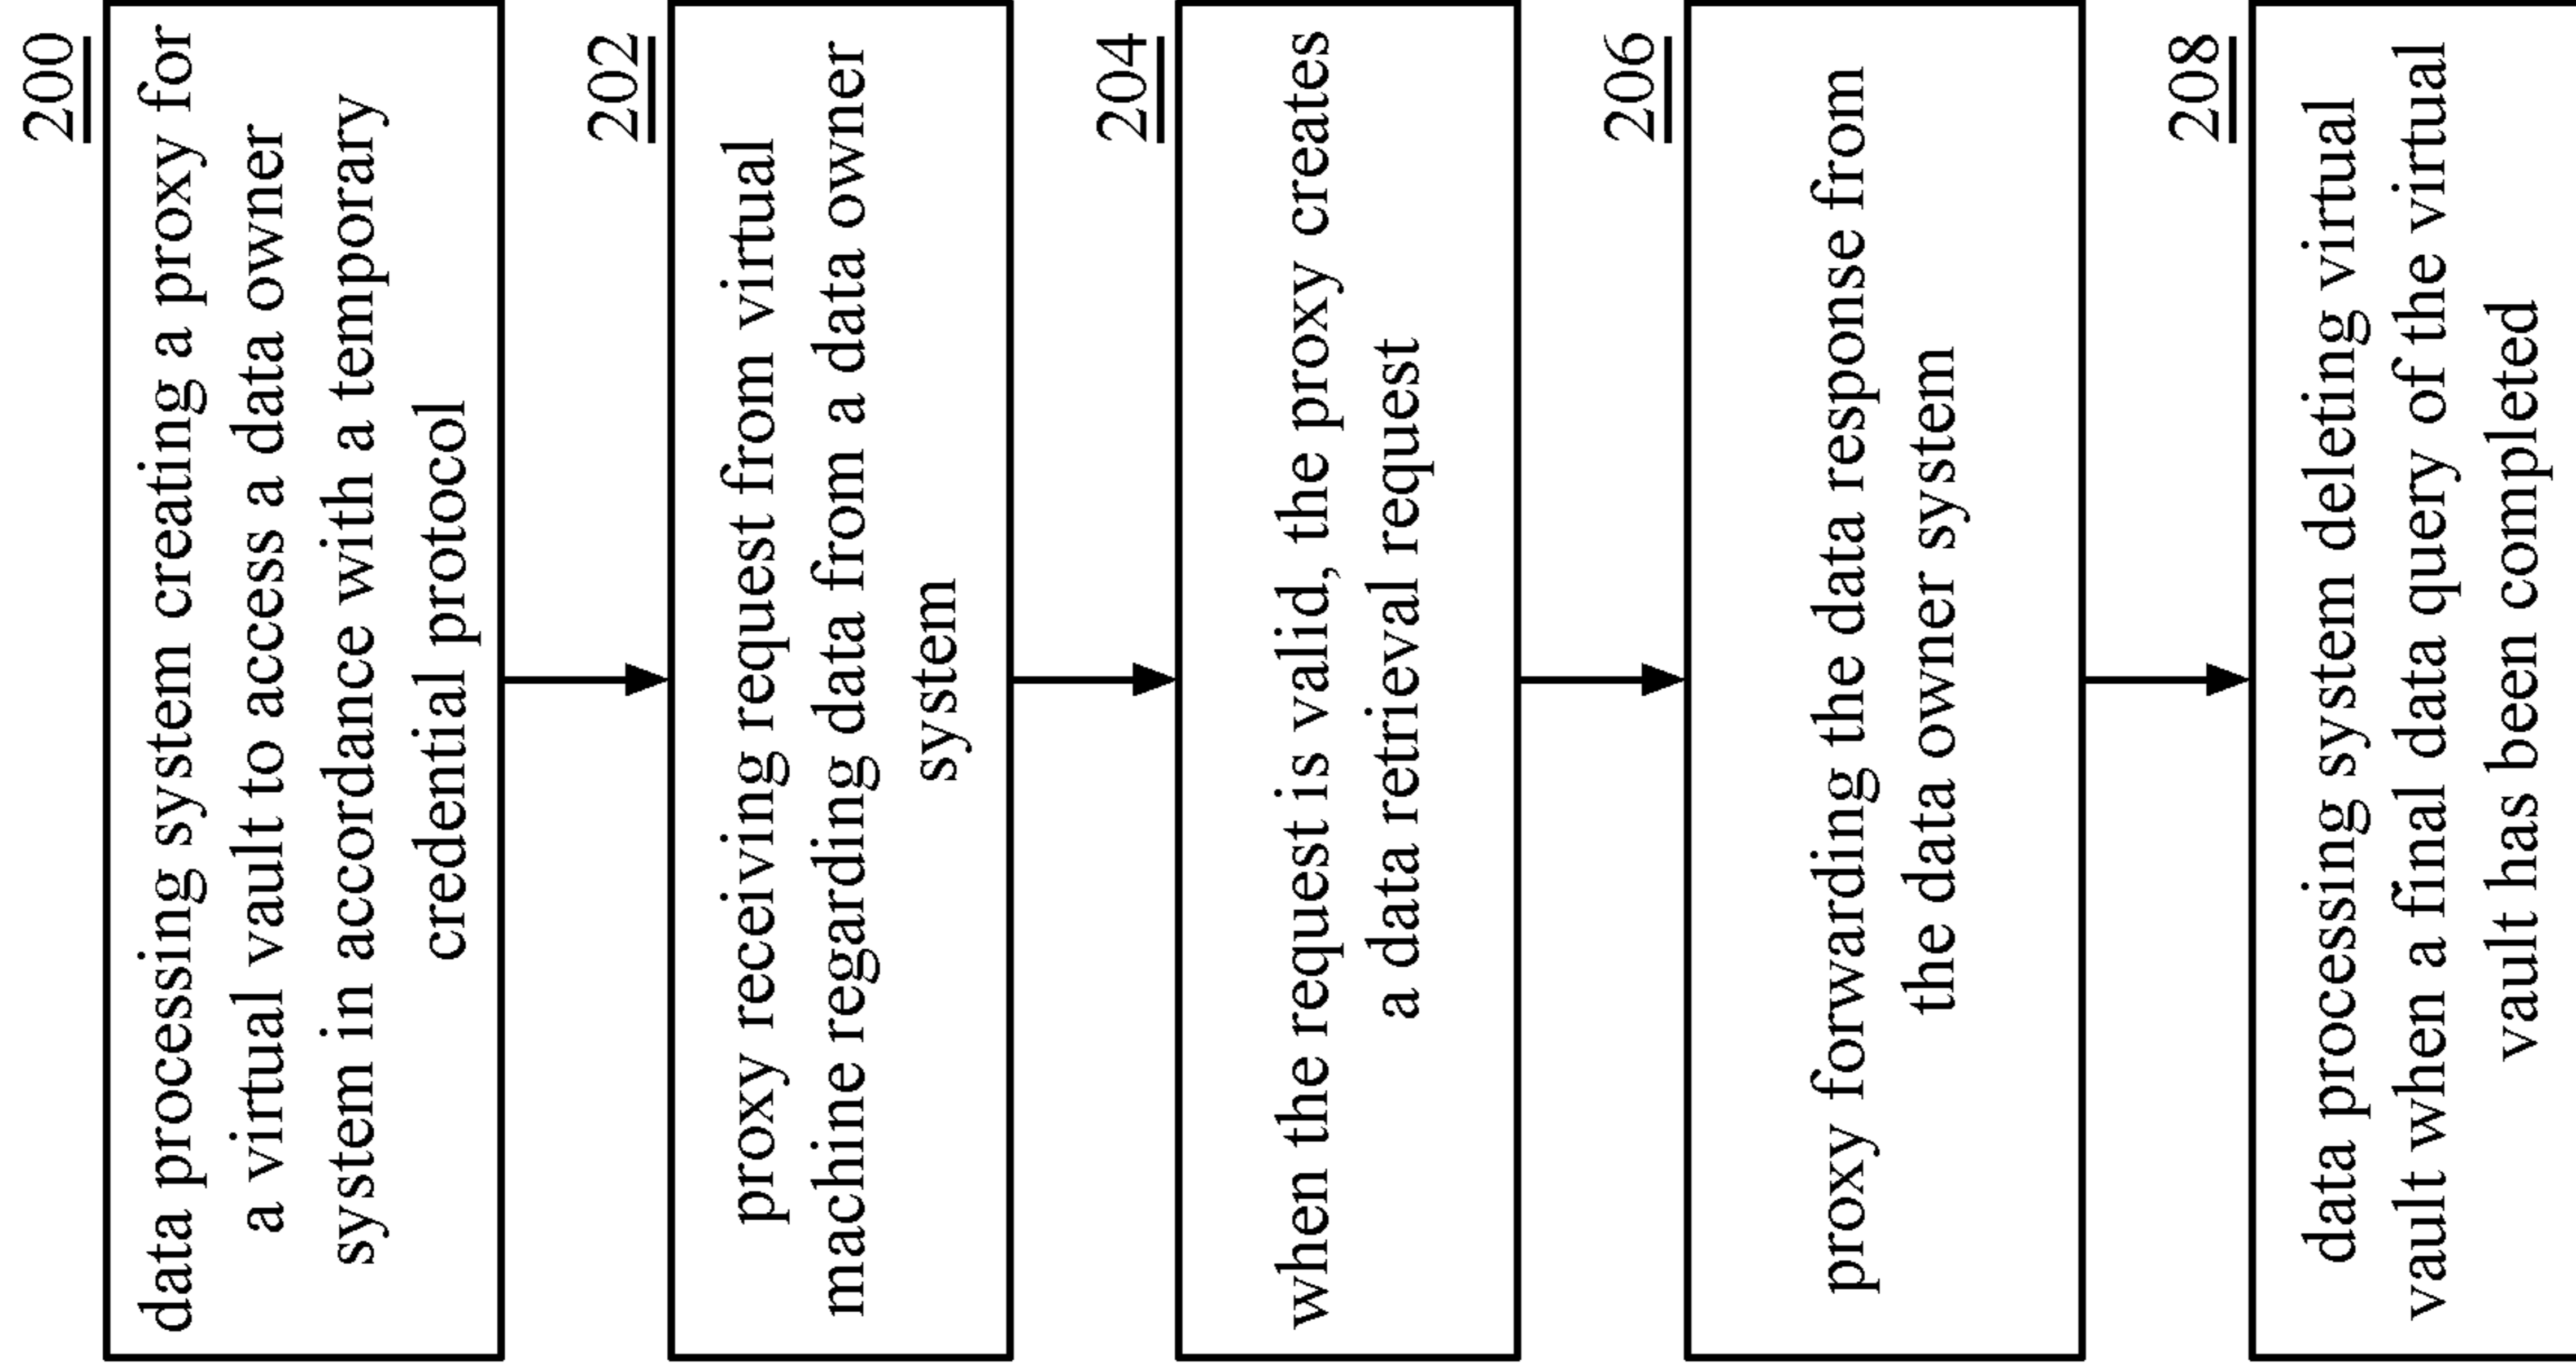 200
data processing system creating a proxy for
a virtual vault to access a data owner
system in accordance with a temporary
credential protocol
202
proxy receiving request from virtual
machine regarding data from a data owner
system
204
when the request is valid, the proxy creates
a data retrieval request
206
proxy forwarding the data response from
the data owner system
208
data processing system deleting virtual
vault when a final data query of the virtual
vault has been completed